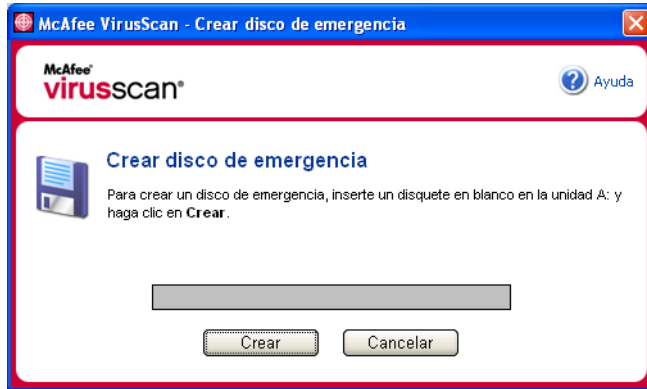 McAfee VirusScan - Crear disco de emergencia
McAfee®
virusscan®
Ayuda
Crear disco de emergencia
Para crear un disco de emergencia, inserte un disquete en blanco en la unidad A: y
haga clic en Crear.
Crear
Cancelar